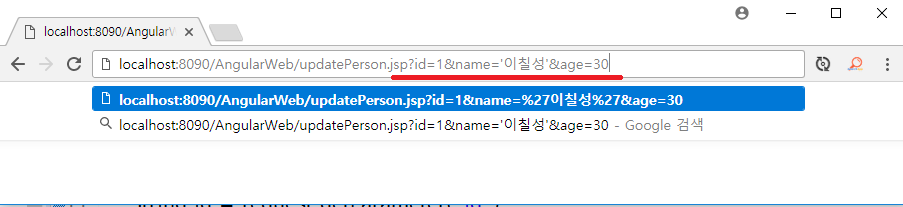 localhost:8090/AngularW
localhost:8090/AngularWeb/updatePerson.jsp?id=1&name='이칠성'&age=30
localhost:8090/AngularWeb/updatePerson.jsp?id=1&name=%27이칠성%27&age=30
localhost:8090/AngularWeb/updatePerson.jsp?id=1&name='이칠성'&age=30 - Google 검색